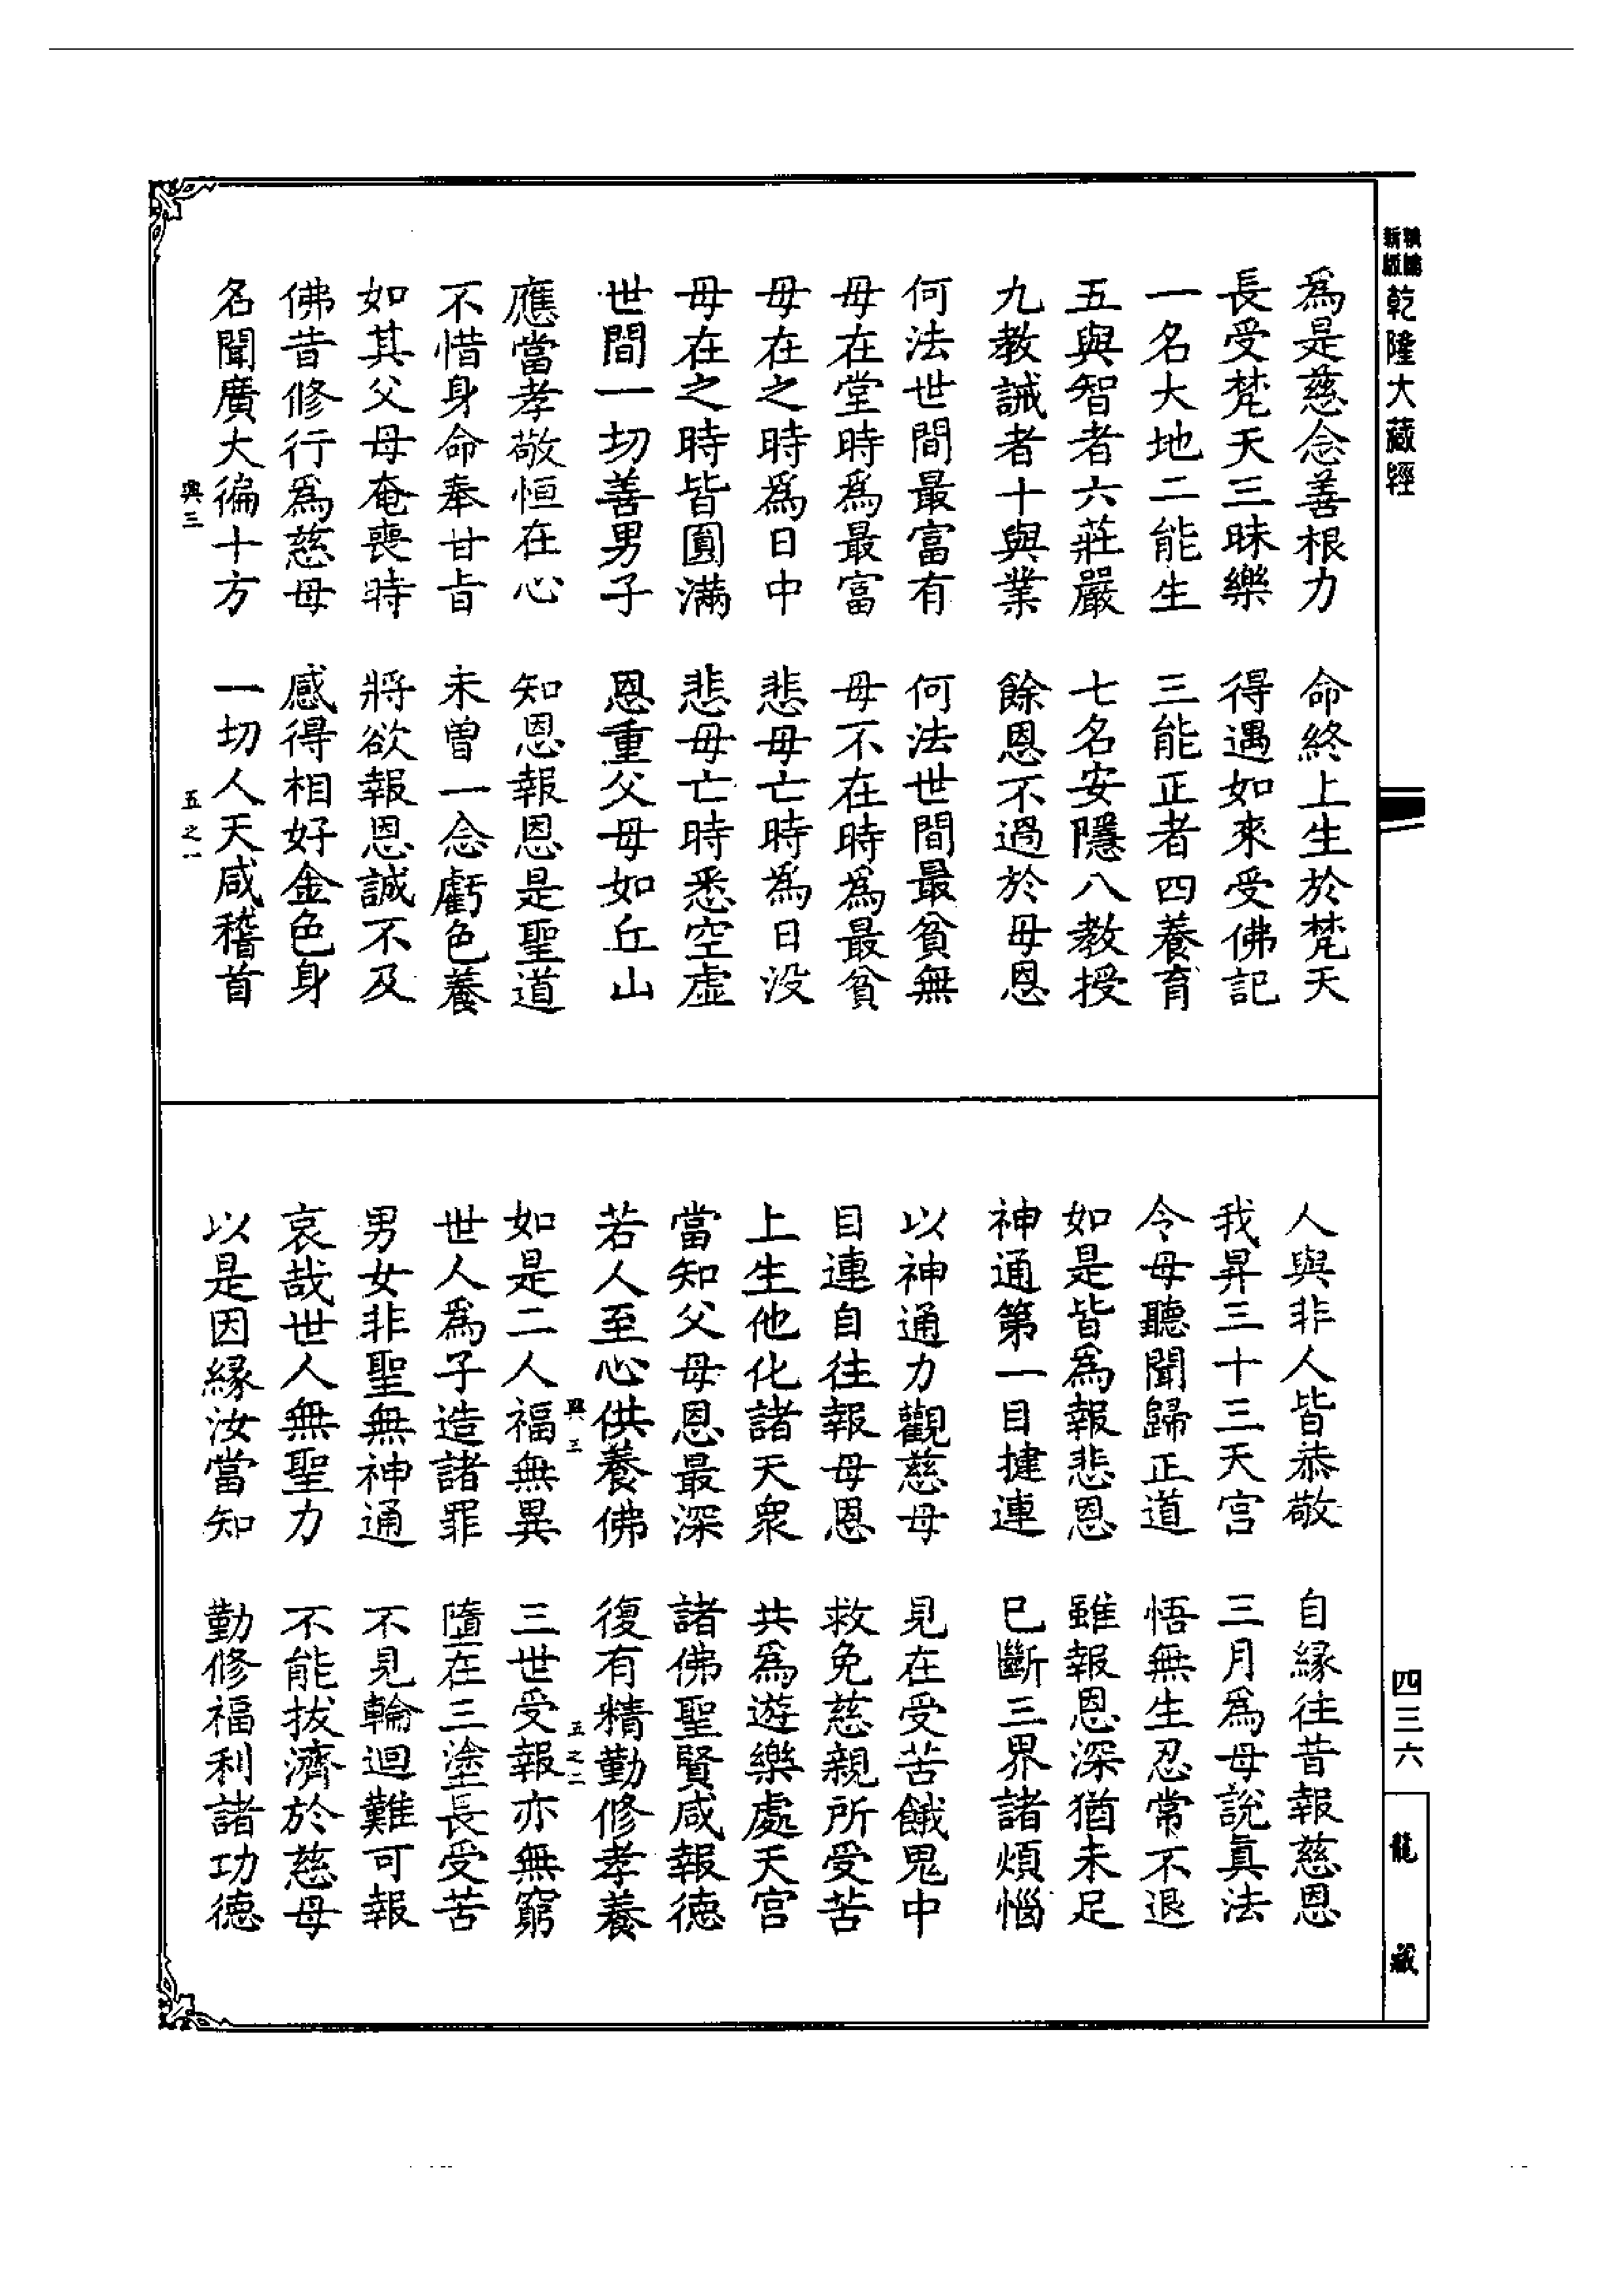 新版精編
乾隆大藏經
爲是慈念善根力　命終上生於梵天
長受梵天三昧樂　得遇如來受佛記
一名大地二能生　三能正者四養育
五與智者六莊嚴　七名安隱八教授
九教誡者十與業　餘恩不過於母恩
何法世間最富有　何法世間最貧無
母在堂時爲最富　母不在時爲最貧
母在之時爲日中　悲母亡時為日沒
母在之時皆圓滿　悲母亡時悉空虛
世間一切善男子　恩重父母如丘山
應當孝敬恒在心　知恩報恩是聖道
不惜身命奉甘旨　未曾一念虧色養
如其父母奄喪時　將欲報恩誠不及
佛昔修行爲慈母　感得相好金色身
名聞廣大徧十方　一切人天咸稽首
興三　五之一
人與非人皆恭敬　自緣往昔報慈恩
我昇三十三天宮　三月爲母說眞法
令母聽聞歸正道　悟無生忍常不退
如是皆為報悲恩　雖報恩深猶未足
神通第一目揵連　已斷三界諸煩惱
以神通力觀慈母　見在受苦餓鬼中
目連自往報母恩　救免慈親所受苦
上生他化諸天衆　共爲遊樂處天宮
當知父母恩最深　諸佛聖賢咸報德
若人至心供養佛　復有精勤修孝養
興三　五之二
如是二人福無異　三世受報亦無窮
世人爲子造諸罪　墮在三塗長受苦
男女非聖無神通　不見輪迴難可報
哀哉世人無聖力　不能拔濟於慈母
以是因緣汝當知　勤修福利諸功德
四三六
龍藏